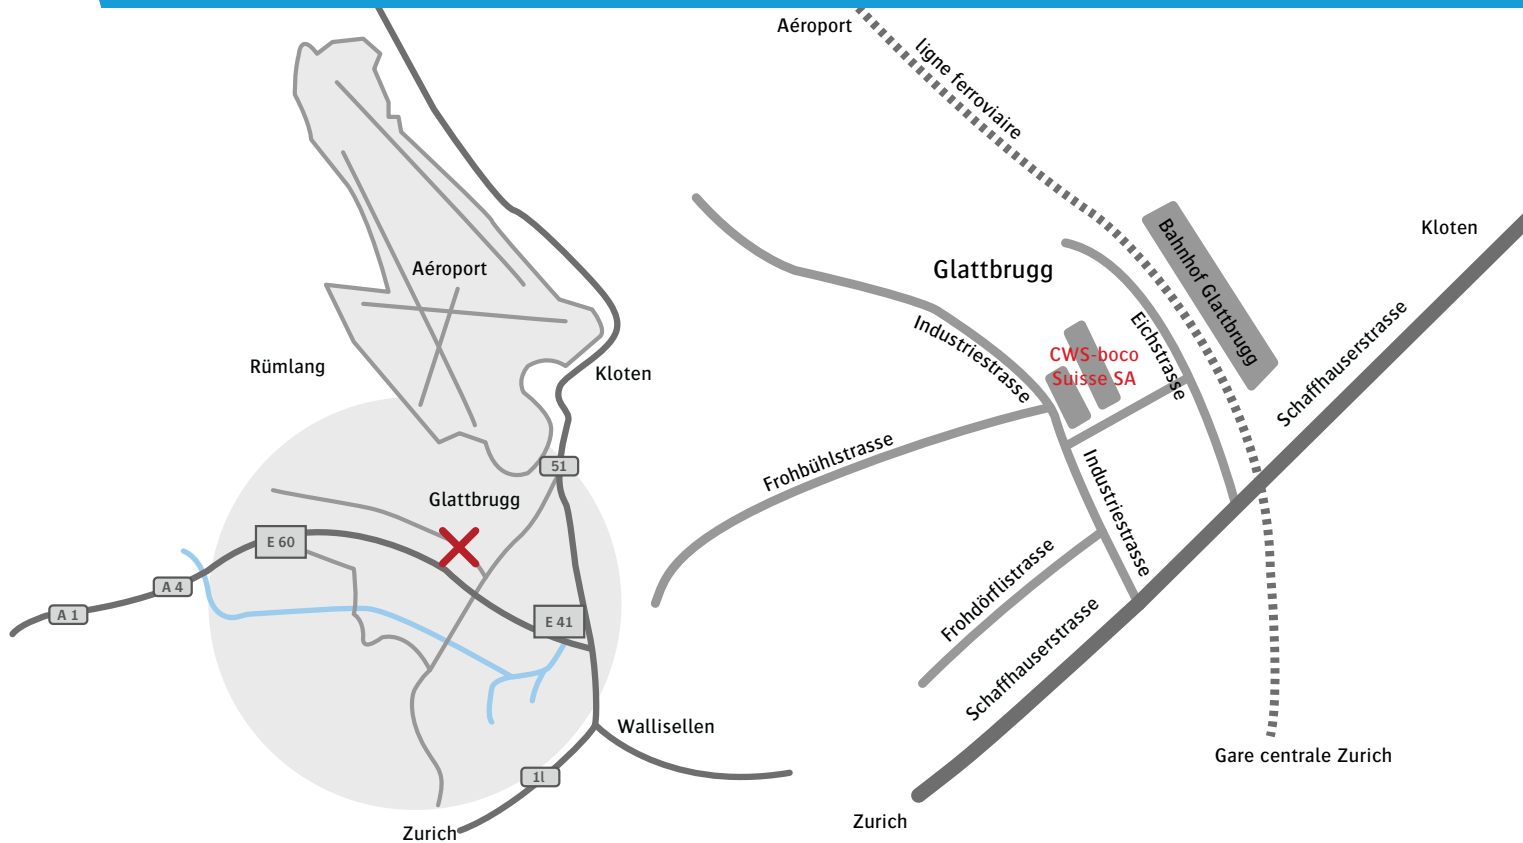 Aéroport
Rümlang
Kloten
51
Glattbrugg
E 60
A 4
A 1
E 41
Wallisellen
1l
Zurich
Aéroport
ligne ferroviaire
Kloten
Bahnhof Glattbrugg
Glattbrugg
Eichstrasse
Schaffhauserstrasse
Industriestrasse
CWS-boco
Suisse SA
Frohbühlstrasse
Industriestrasse
Frohdörflistrasse
Schaffhauserstrasse
Gare centrale Zurich
Zurich